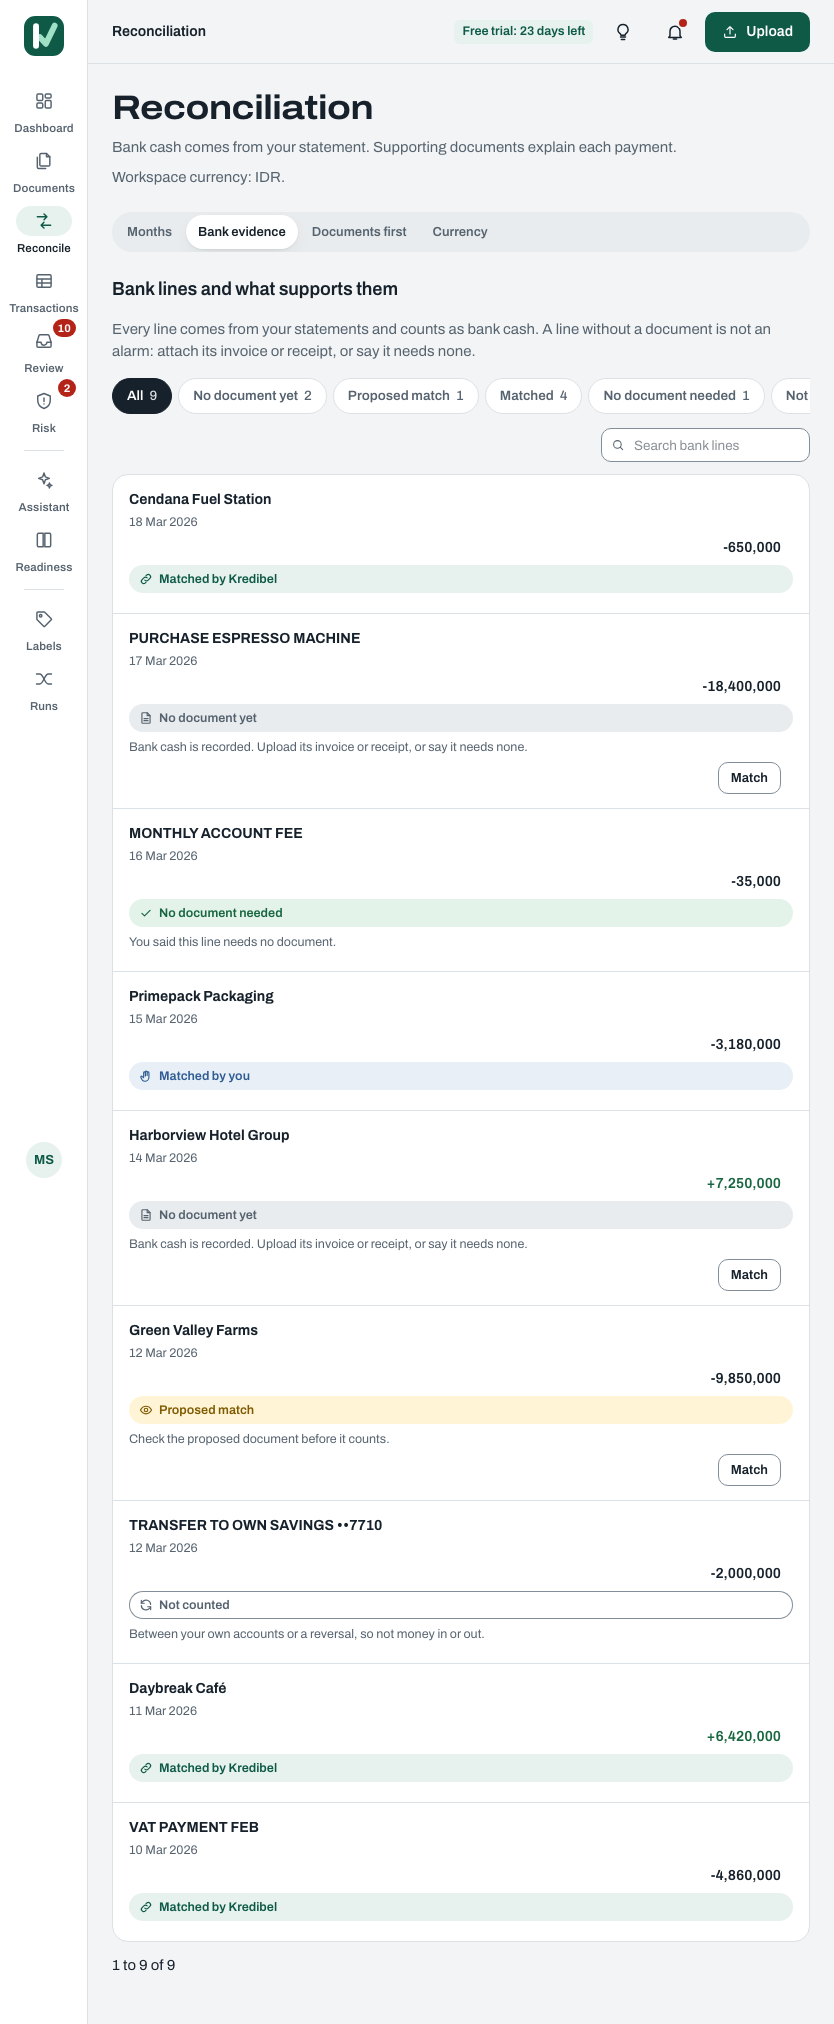 Reconciliation
Free trial: 23 days left
Upload
Dashboard
Documents
Reconcile
Transactions
10
Review
2
Risk
Assistant
Readiness
Labels
Runs
MS
Reconciliation
Bank cash comes from your statement. Supporting documents explain each payment.
Workspace currency: IDR.
Months Bank evidence Documents first Currency
Bank lines and what supports them
Every line comes from your statements and counts as bank cash. A line without a document is not an
alarm: attach its invoice or receipt, or say it needs none.
All 9 No document yet 2 Proposed match 1 Matched 4 No document needed 1 Not
Search bank lines
Cendana Fuel Station
18 Mar 2026
-650,000
Matched by Kredibel
PURCHASE ESPRESSO MACHINE
17 Mar 2026
-18,400,000
No document yet
Bank cash is recorded. Upload its invoice or receipt, or say it needs none.
Match
MONTHLY ACCOUNT FEE
16 Mar 2026
-35,000
No document needed
You said this line needs no document.
Primepack Packaging
15 Mar 2026
-3,180,000
Matched by you
Harborview Hotel Group
14 Mar 2026
+7,250,000
No document yet
Bank cash is recorded. Upload its invoice or receipt, or say it needs none.
Match
Green Valley Farms
12 Mar 2026
-9,850,000
Proposed match
Check the proposed document before it counts.
Match
TRANSFER TO OWN SAVINGS ••7710
12 Mar 2026
-2,000,000
Not counted
Between your own accounts or a reversal, so not money in or out.
Daybreak Café
11 Mar 2026
+6,420,000
Matched by Kredibel
VAT PAYMENT FEB
10 Mar 2026
-4,860,000
Matched by Kredibel
1 to 9 of 9